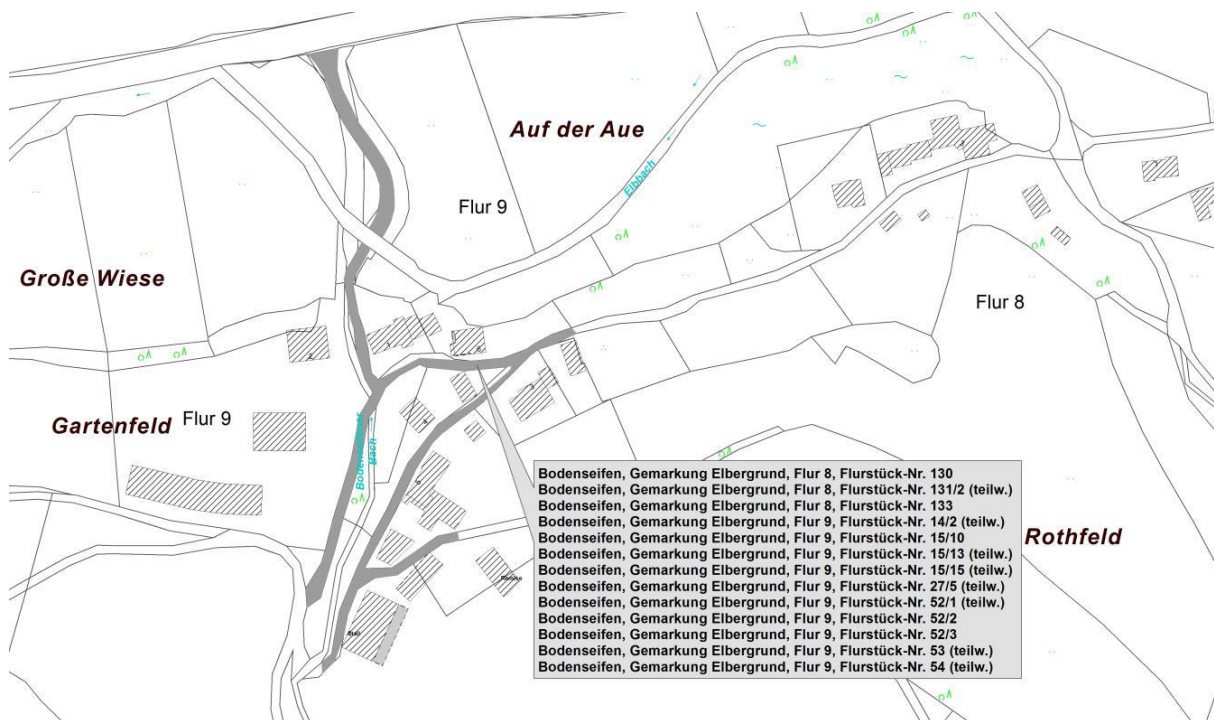 Auf der Aue
Elbbach
Flur 9
Große Wiese
Flur 8
Gartenfeld
Flur 9
Bach
Bodenseifen, Gemarkung Elbergrund, Flur 8, Flurstück-Nr. 130
Bodenseifen, Gemarkung Elbergrund, Flur 8, Flurstück-Nr. 131/2 (teilw.)
Bodenseifen, Gemarkung Elbergrund, Flur 8, Flurstück-Nr. 133
Bodenseifen, Gemarkung Elbergrund, Flur 9, Flurstück-Nr. 14/2 (teilw.)
Bodenseifen, Gemarkung Elbergrund, Flur 9, Flurstück-Nr. 15/10
Bodenseifen, Gemarkung Elbergrund, Flur 9, Flurstück-Nr. 15/13 (teilw.)
Bodenseifen, Gemarkung Elbergrund, Flur 9, Flurstück-Nr. 15/15 (teilw.)
Bodenseifen, Gemarkung Elbergrund, Flur 9, Flurstück-Nr. 27/5 (teilw.)
Bodenseifen, Gemarkung Elbergrund, Flur 9, Flurstück-Nr. 52/1 (teilw.)
Bodenseifen, Gemarkung Elbergrund, Flur 9, Flurstück-Nr. 52/2
Bodenseifen, Gemarkung Elbergrund, Flur 9, Flurstück-Nr. 52/3
Bodenseifen, Gemarkung Elbergrund, Flur 9, Flurstück-Nr. 53 (teilw.)
Bodenseifen, Gemarkung Elbergrund, Flur 9, Flurstück-Nr. 54 (teilw.)
Rothfeld
Stall